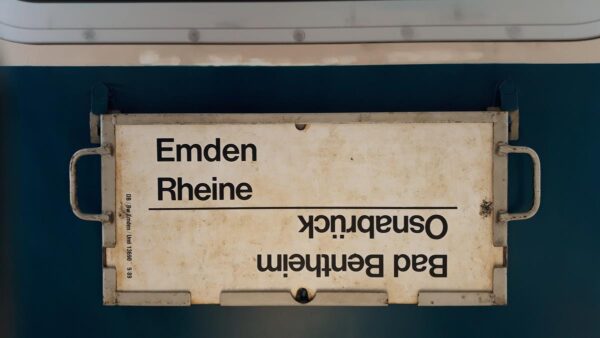 Emden
Rheine
Bad Bentheim
Osnabrück